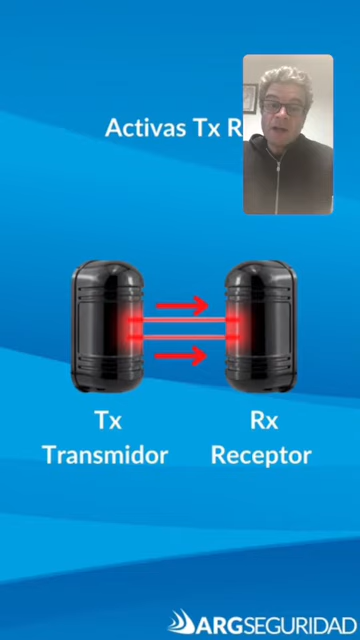 Activas Tx R
Tx
Transmidor
Rx
Receptor
ARGSEGURIDAD